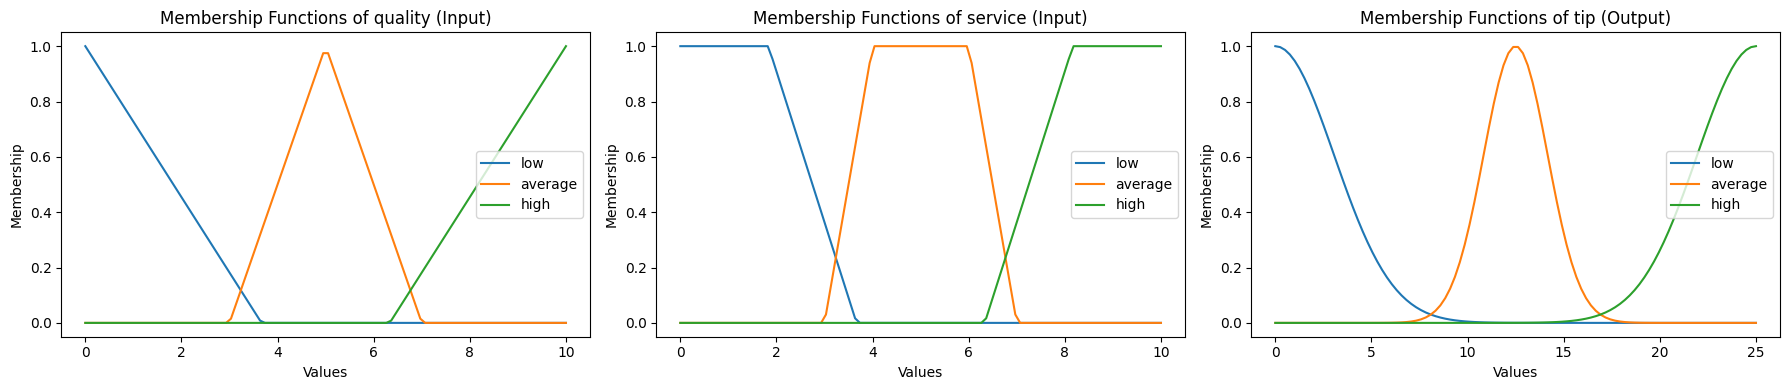 Membership Functions of quality (Input)
Membership
1.0
0.8
0.6
0.4
0.2
0.0
low
average
high
0 2 4 6 8 10
Values
Membership Functions of service (Input)
Membership
1.0
0.8
0.6
0.4
0.2
0.0
low
average
high
0 2 4 6 8 10
Values
Membership Functions of tip (Output)
Membership
1.0
0.8
0.6
0.4
0.2
0.0
low
average
high
0 5 10 15 20 25
Values